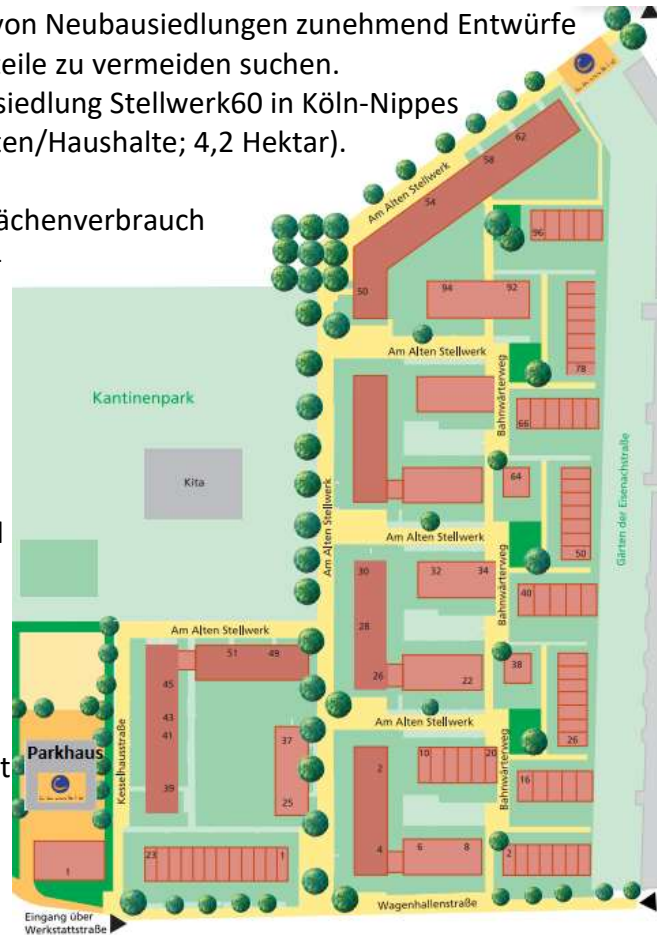 von Neubausiedlungen zunehmend Entwürfe
teile zu vermeiden suchen.
siedlung Stellwerk60 in Köln-Nippes
ten/Haushalte; 4,2 Hektar).
ächenverbrauch
62
58
Am Alten Stellwerk
54
96
50
94
92
Am Alten Stellwerk
78
Kantinenpark
Bahnwärterweg
66
Kita
64
Am Alten Stellwerk
Gärten der Eisenachstraße
Am Alten Stellwerk
50
30
32
34
40
28
Bahnwärterweg
Am Alten Stellwerk
51
49
38
26
22
45
Am Alten Stellwerk
26
43
41
37
Parkhaus
t
Kesselhausstraße
2
10
20
Bahnwärterweg
16
39
25
4
6
8
2
1
23
1
Wagenhallenstraße
Eingang über
Werkstattstraße